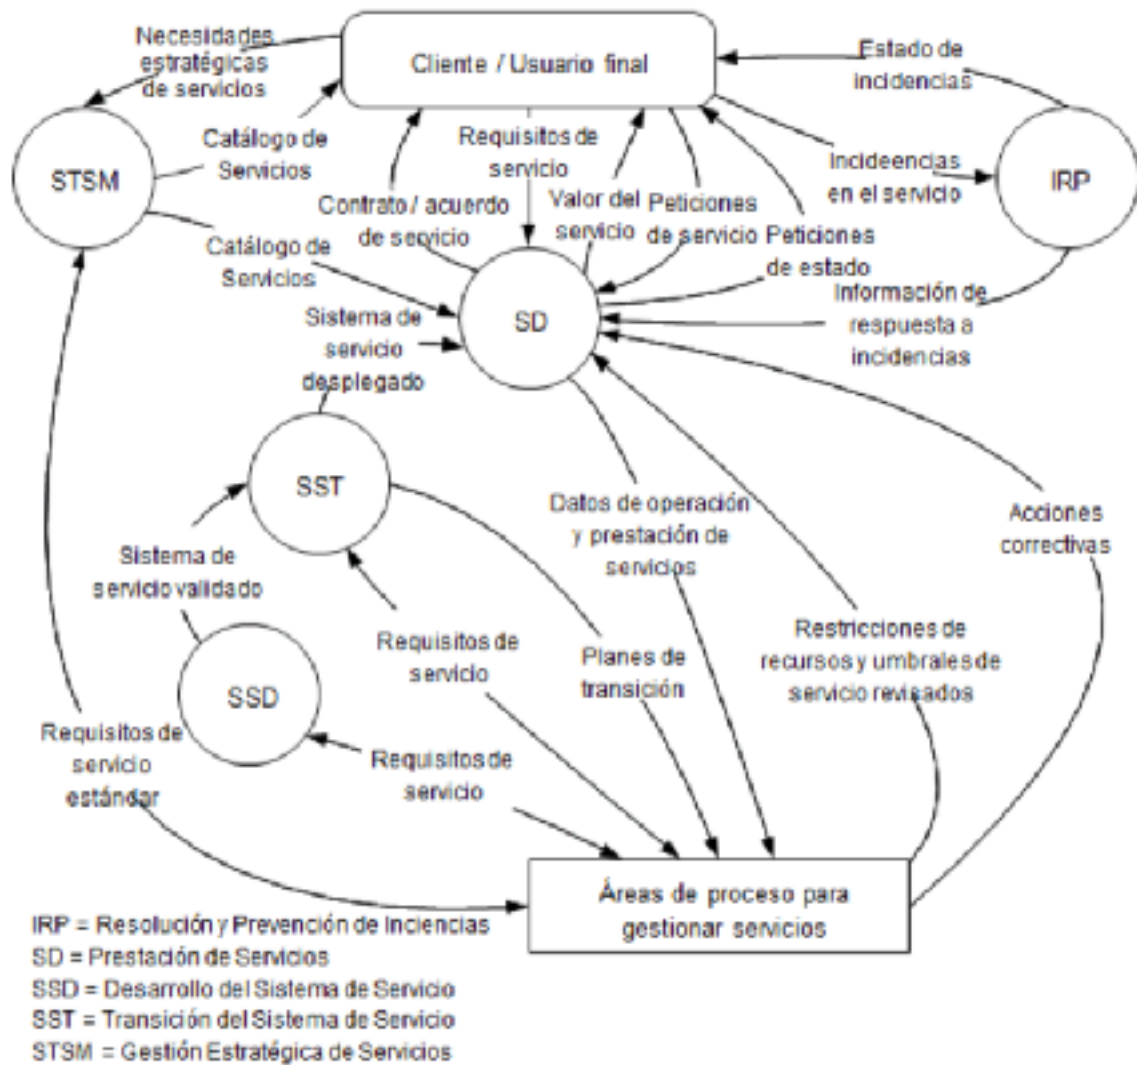 Necesidades
estratégicas
de servicios
Cliente / Usuario final
Estado de
incidencias
STSM
Catálogo de
Servicios
Requisitos de
servicio
Incideencias
en el servicio
IRP
Contrato / acuerdo
de servicio
Valor del
servicio
Peticiones
de servicio
Peticiones
de estado
Catálogo de
Servicios
SD
Información de
respuesta a
incidencias
Sistema de
servicio
desplegado
SST
Datos de operación
y prestación de
servicios
Acciones
correctivas
Sistema de
servicio validado
Requisitos de
servicio
Planes de
transición
Restricciones de
recursos y umbrales de
servicio revisados
SSD
Requisitos de
servicio
estándar
Requisitos de
servicio
Áreas de proceso para
gestionar servicios
IRP = Resolución y Prevención de Inciencias
SD = Prestación de Servicios
SSD = Desarrollo del Sistema de Servicio
SST = Transición del Sistema de Servicio
STSM = Gestión Estratégica de Servicios